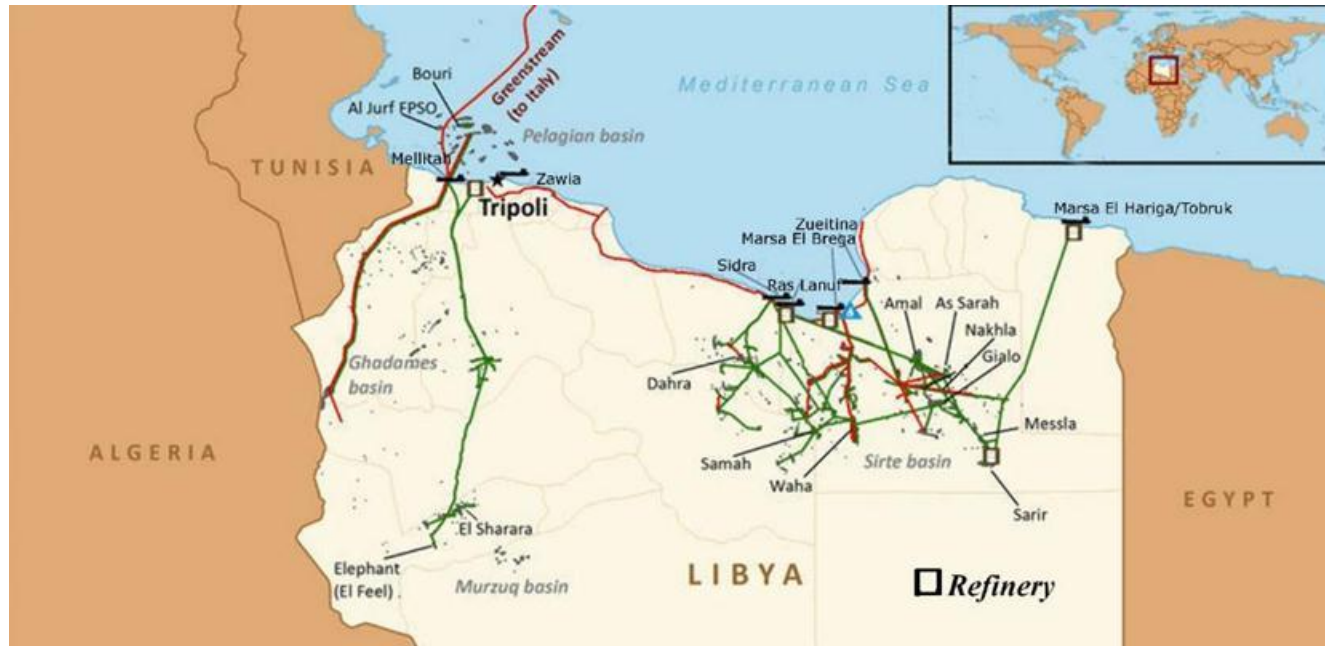 Bouri
Al Jurf FPSO
Greenstream
(to Italy)
Mediterranean Sea
Pelagian basin
TUNISIA
Mellitah
Zawia
Tripoli
Marsa El Hariga/Tobruk
Zueitina
Marsa El Brega
Sidra
Ras Lanuf
Amal
As Sarah
Nakhla
Gialo
Ghadames
basin
Dahra
Messla
ALGERIA
Samah
Sirte basin
Waha
EGYPT
Sarir
El Sharara
Elephant
(El Feel)
Murzuq basin
LIBYA
Refinery